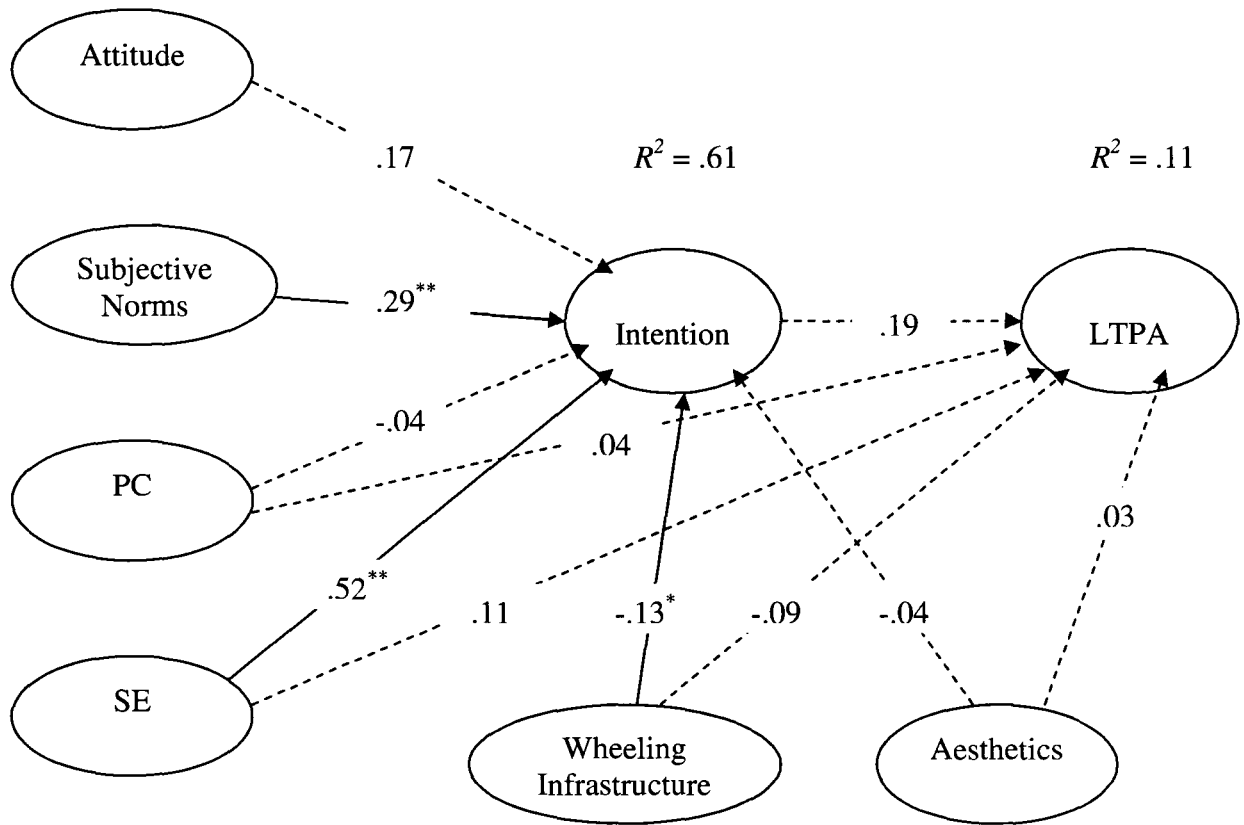 Attitude
.17
R² = .61
R² = .11
Subjective
Norms
.29**
Intention
.19
LTPA
-.04
.04
PC
.03
.52**
.11
-.13*
-.09
-.04
SE
Wheeling
Infrastructure
Aesthetics